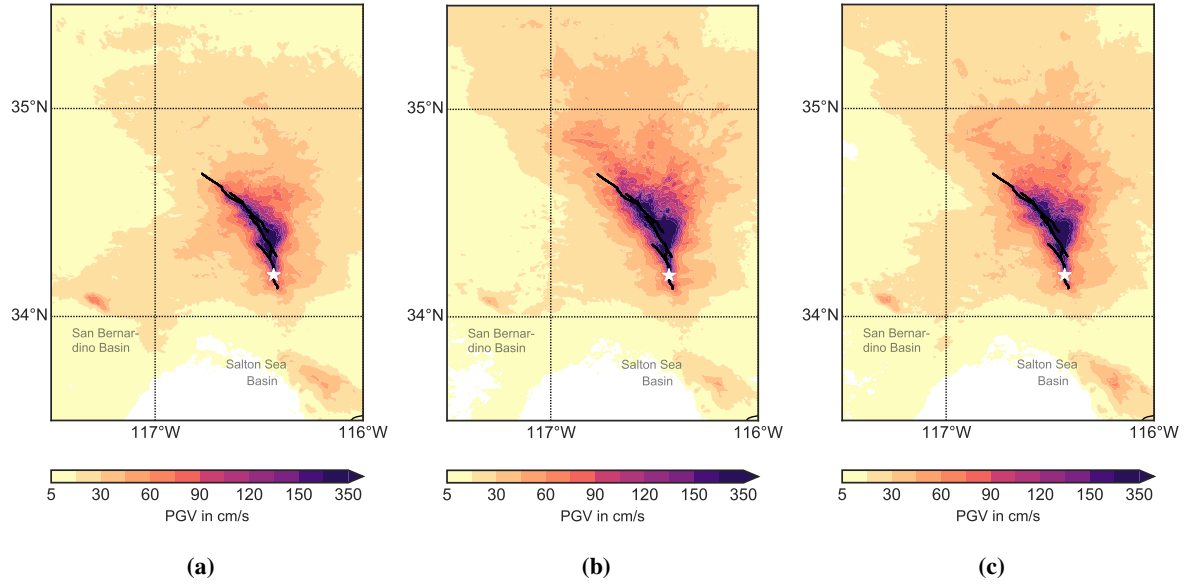 35°N
34°N
San Bernar-
dino Basin
Salton Sea
Basin
117°W
116°W
5 30 60 90 120 150 350
PGV in cm/s
(a)
35°N
34°N
San Bernar-
dino Basin
Salton Sea
Basin
117°W
116°W
5 30 60 90 120 150 350
PGV in cm/s
(b)
35°N
34°N
San Bernar-
dino Basin
Salton Sea
Basin
117°W
116°W
5 30 60 90 120 150 350
PGV in cm/s
(c)